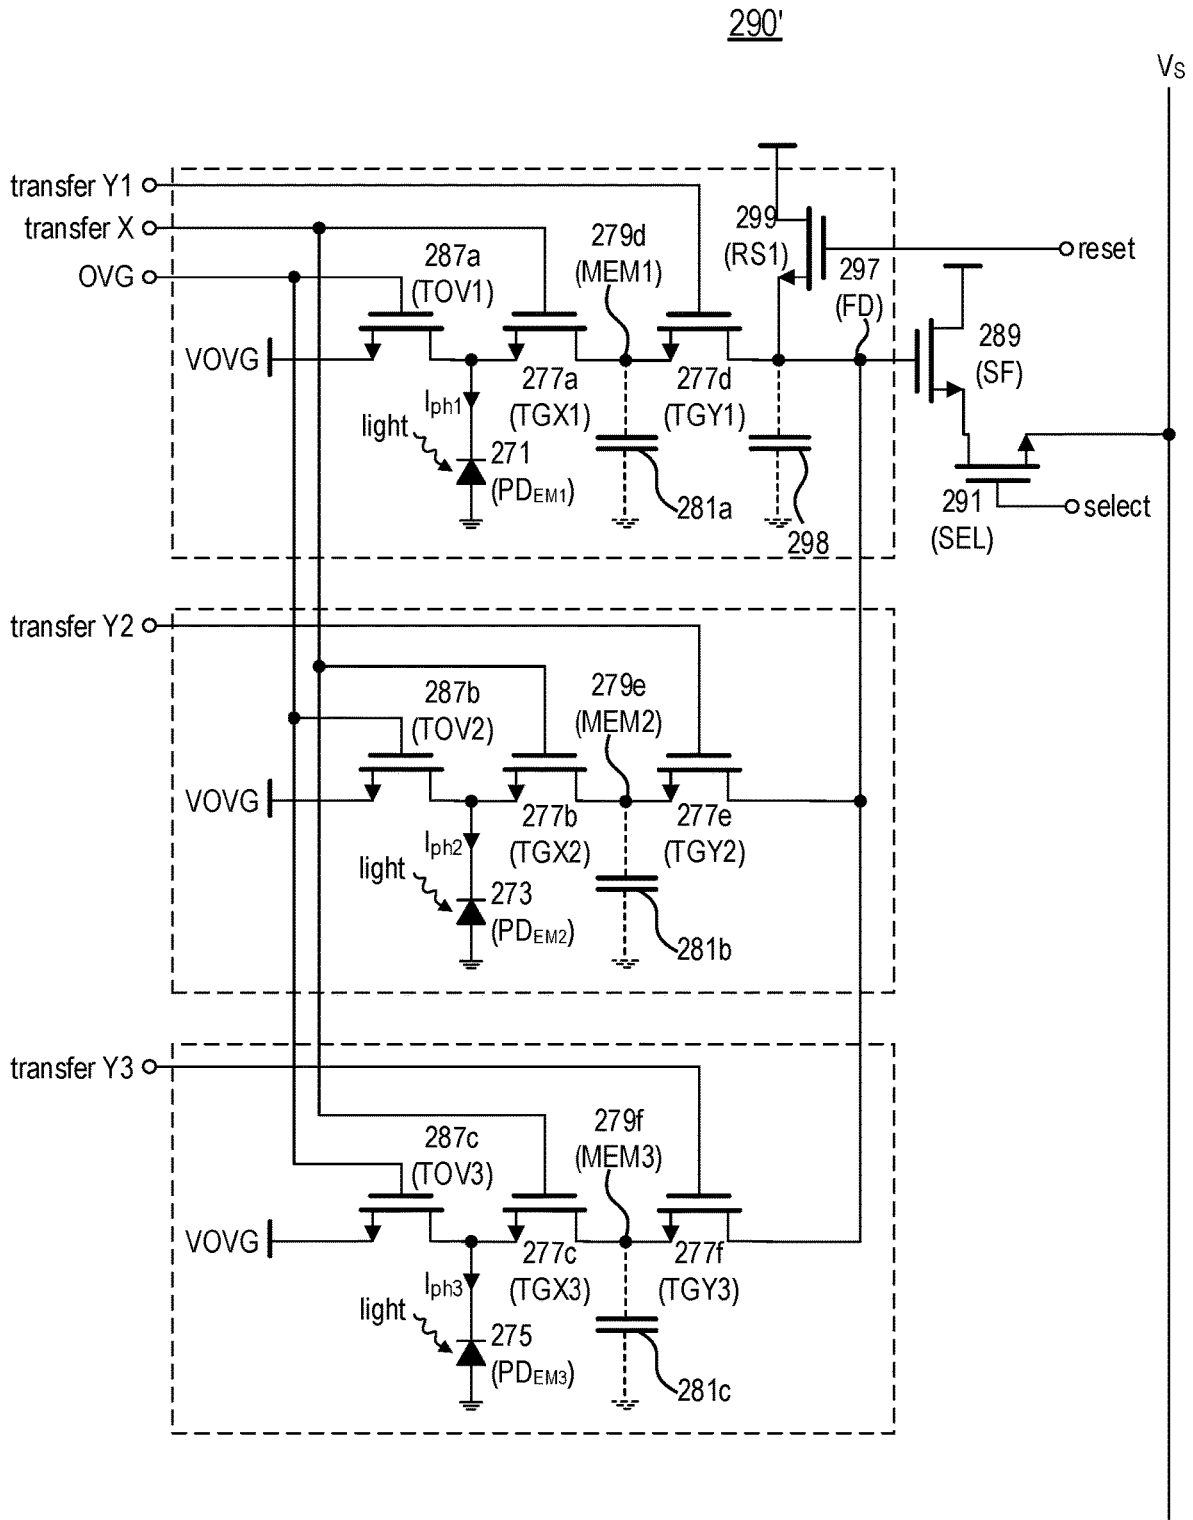 290'
VS
transfer Y1
transfer X
OVG
287a
(TOV1)
279d
(MEM1)
299
(RS1)
297
(FD)
reset
VOVG
277a
(TGX1)
277d
(TGY1)
289
(SF)
Iph1
light
271
(PDEM1)
281a
298
291
(SEL)
select
transfer Y2
287b
(TOV2)
279e
(MEM2)
VOVG
277b
(TGX2)
277e
(TGY2)
Iph2
light
273
(PDEM2)
281b
transfer Y3
287c
(TOV3)
279f
(MEM3)
VOVG
277c
(TGX3)
277f
(TGY3)
Iph3
light
275
(PDEM3)
281c